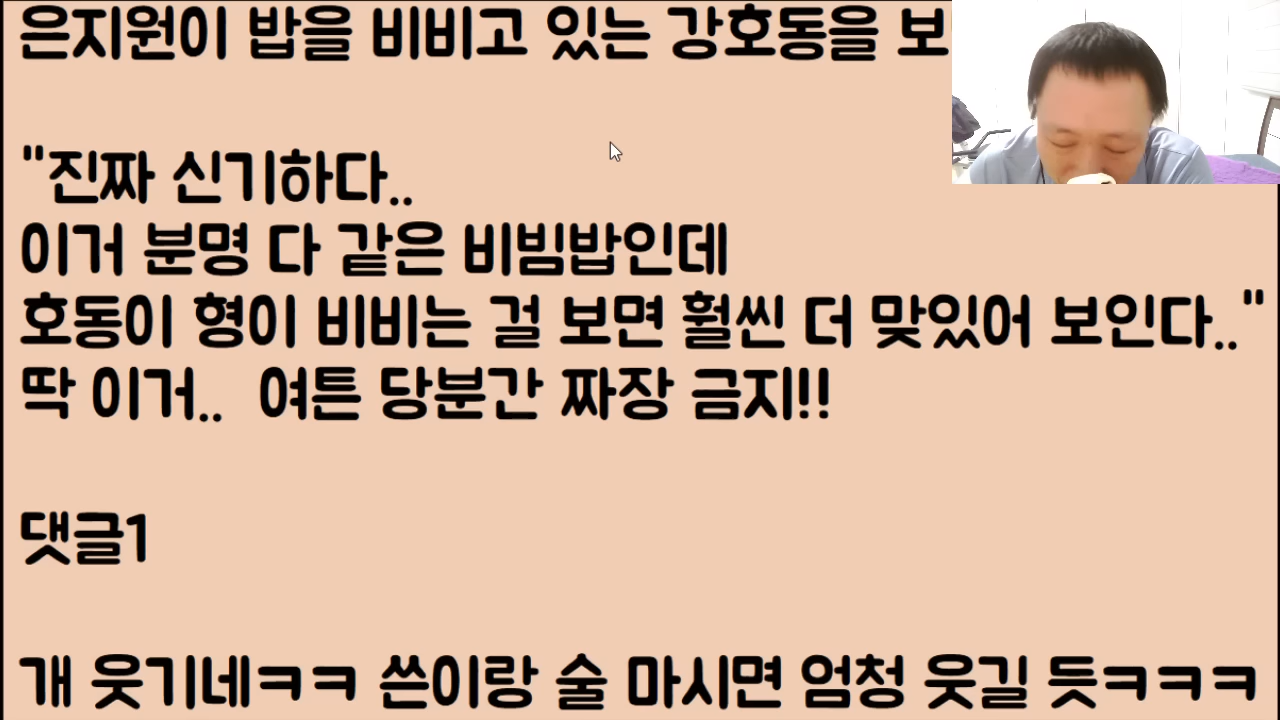 은지원이 밥을 비비고 있는 강호동을 보
"진짜 신기하다..
이거 분명 다 같은 비빔밥인데
호동이 형이 비비는 걸 보면 훨씬 더 맞있어 보인다.."
딱 이거.. 여튼 당분간 짜장 금지!!
댓글1
개 웃기네ㅋㅋ 쓴이랑 술 마시면 엄청 웃길 듯ㅋㅋㅋ